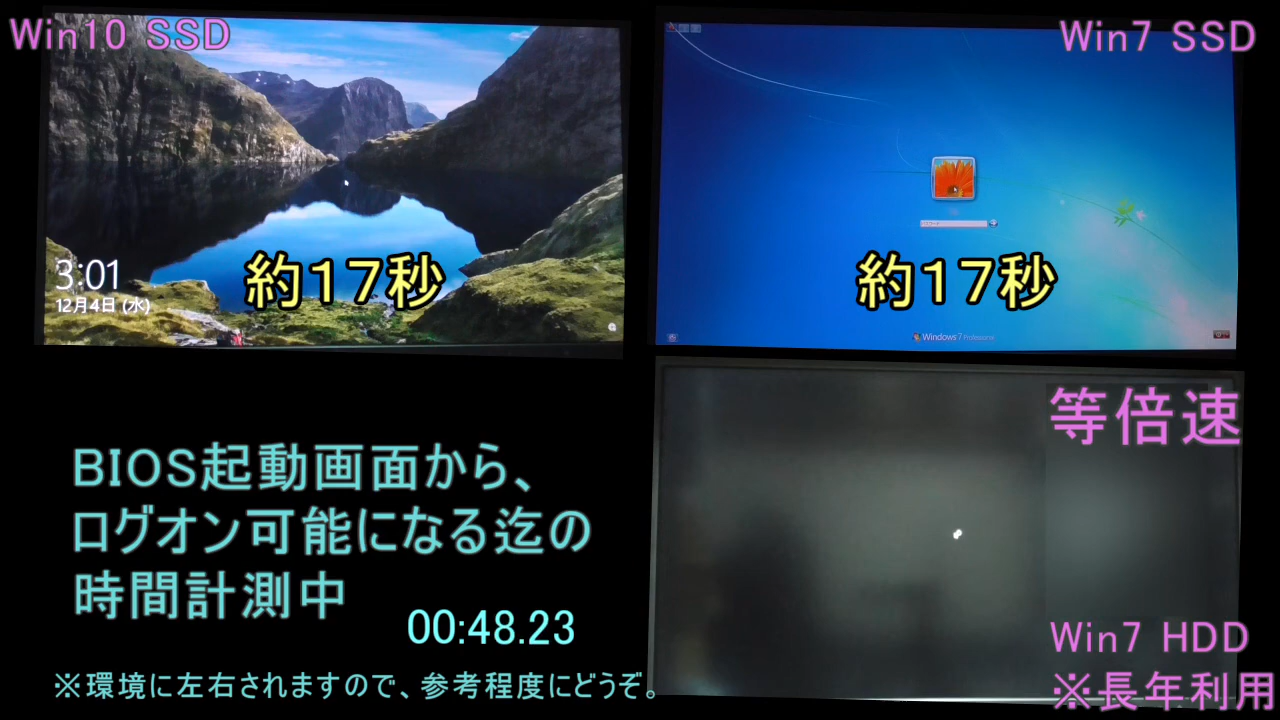 Win10 SSD
Win7 SSD
3:01
12月4日 (水)
約17秒
約17秒
Windows 7 Professional
等倍速
BIOS起動画面から、
ログオン可能になる迄の
時間計測中
00:48.23
Win7 HDD
※長年利用
※環境に左右されますので、参考程度にどうぞ。